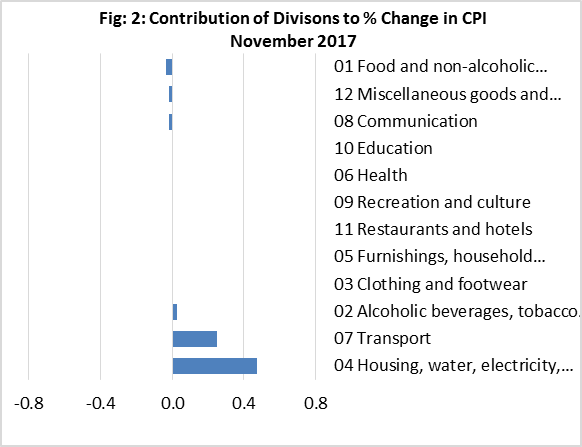 Fig: 2: Contribution of Divisons to % Change in CPI
November 2017
01 Food and non-alcoholic...
12 Miscellaneous goods and...
08 Communication
10 Education
06 Health
09 Recreation and culture
11 Restaurants and hotels
05 Furnishings, household...
03 Clothing and footwear
02 Alcoholic beverages, tobacco...
07 Transport
04 Housing, water, electricity,...
-0.8 -0.4 0.0 0.4 0.8